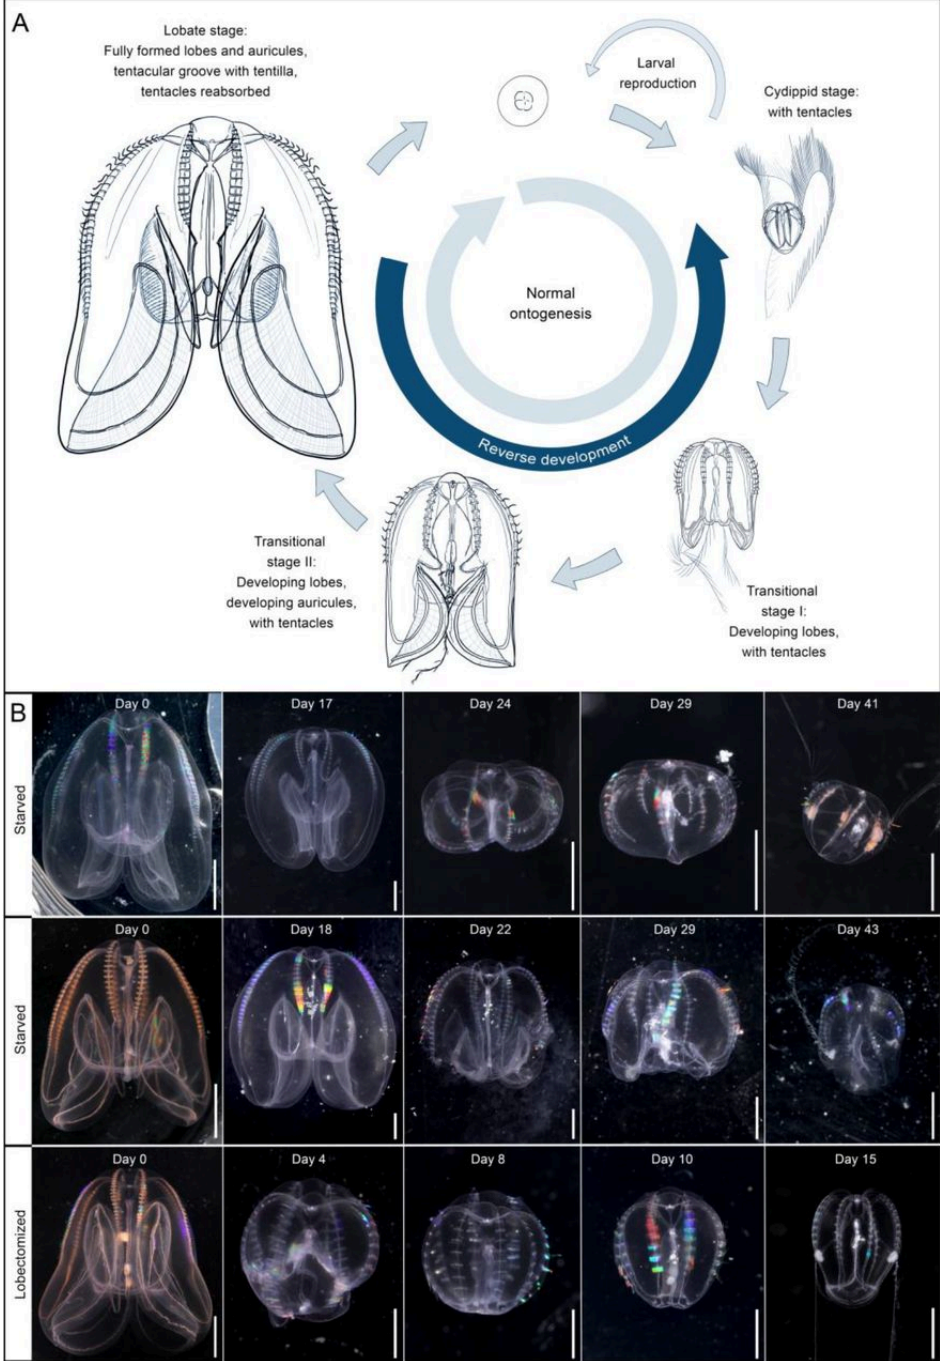 A
Lobate stage:
Fully formed lobes and auricules,
tentacular groove with tentilla,
tentacles reabsorbed
Larval
reproduction
Cydippid stage:
with tentacles
Normal
ontogenesis
Reverse development
Transitional
stage II:
Developing lobes,
developing auricules,
with tentacles
Transitional
stage I:
Developing lobes,
with tentacles
B
Starved
Day 0
Day 17
Day 24
Day 29
Day 41
Starved
Day 0
Day 18
Day 22
Day 29
Day 43
Lobectomized
Day 0
Day 4
Day 8
Day 10
Day 15